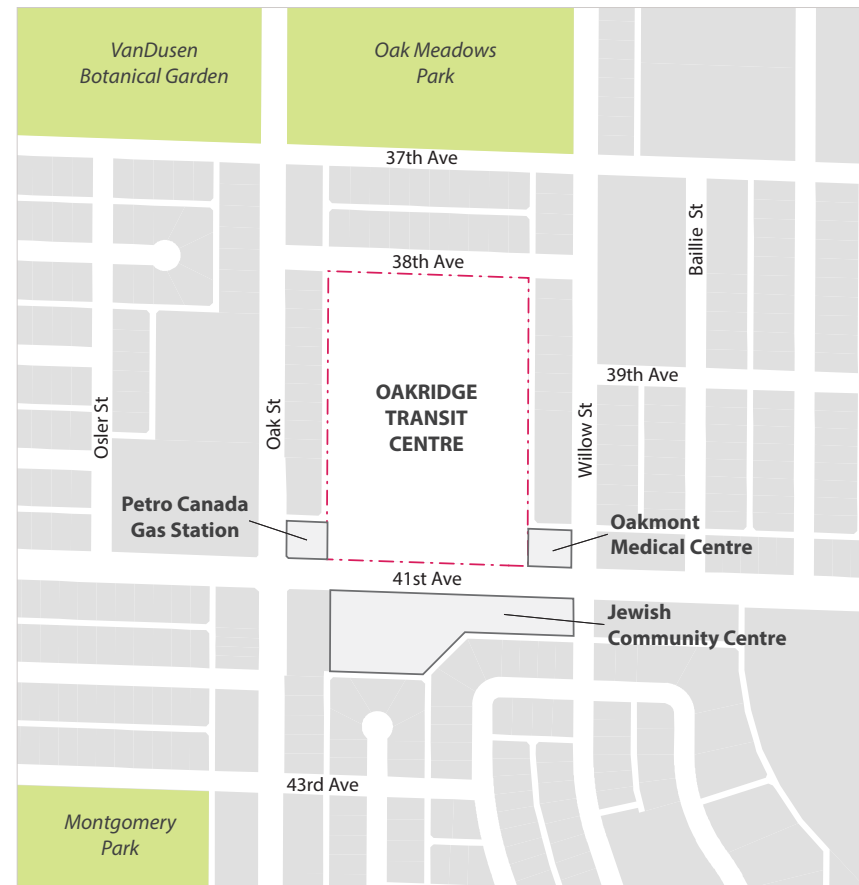 VanDusen
Botanical Garden
Oak Meadows
Park
37th Ave
Baillie St
38th Ave
39th Ave
OAKRIDGE
TRANSIT
CENTRE
Osler St
Oak St
Willow St
Petro Canada
Gas Station
Oakmont
Medical Centre
41st Ave
Jewish
Community Centre
43rd Ave
Montgomery
Park